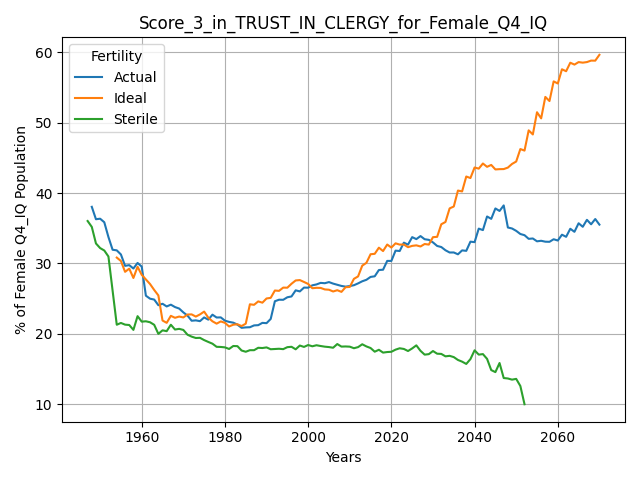 Score_3_in_TRUST_IN_CLERGY_for_Female_Q4_IQ
Fertility
Actual
Ideal
Sterile
% of Female Q4_IQ Population
60
50
40
30
20
10
1960
1980
2000
2020
2040
2060
Years